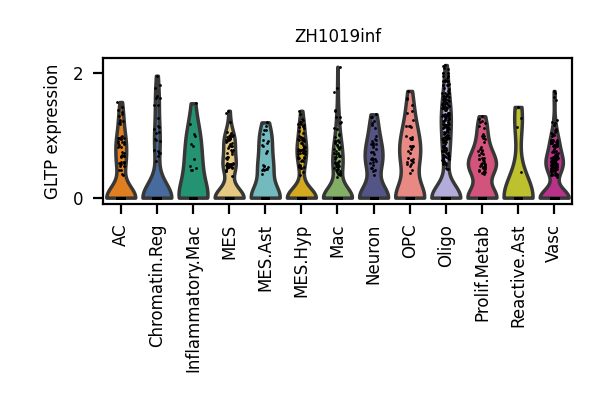 ZH1019inf
GLTP expression
2
0
AC
Chromatin.Reg
Inflammatory.Mac
MES
MES.Ast
MES.Hyp
Mac
Neuron
OPC
Oligo
Prolif.Metab
Reactive.Ast
Vasc